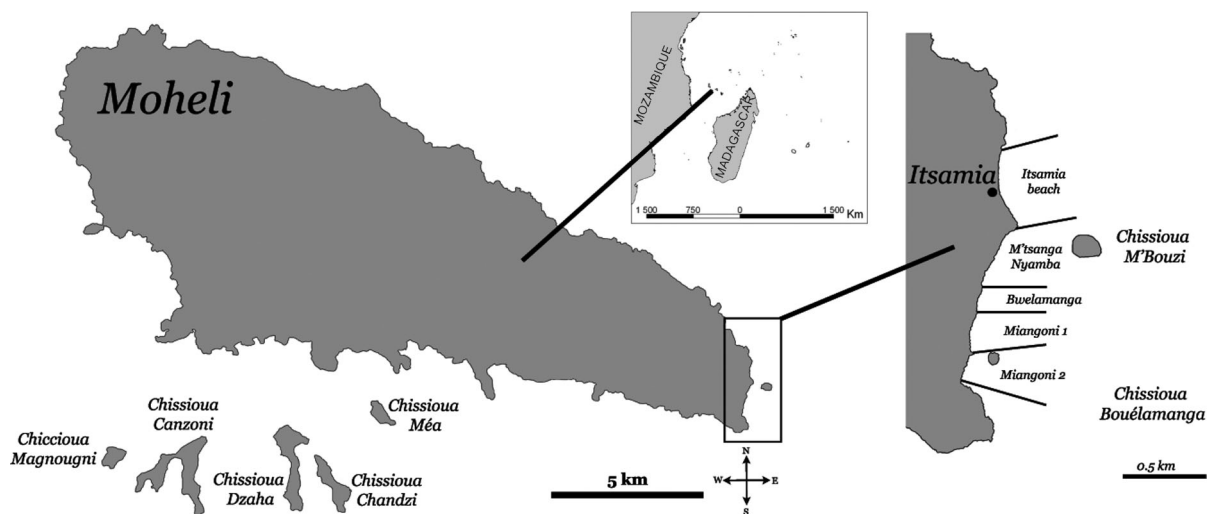 Moheli
MOZAMBIQUE
MADAGASCAR
1 500 750 0 1 500 Km
Itsamia
Itsamia
beach
M'tsanga
Nyamba
Chissioua
M'Bouzi
Bwelamanga
Miangoni 1
Miangoni 2
Chissioua
Bouélamanga
0.5 km
Chissioua
Méa
Chissioua
Canzoni
Chiccioua
Magnougni
Chissioua
Dzaha
Chissioua
Chandzi
5 km
N
W E
S